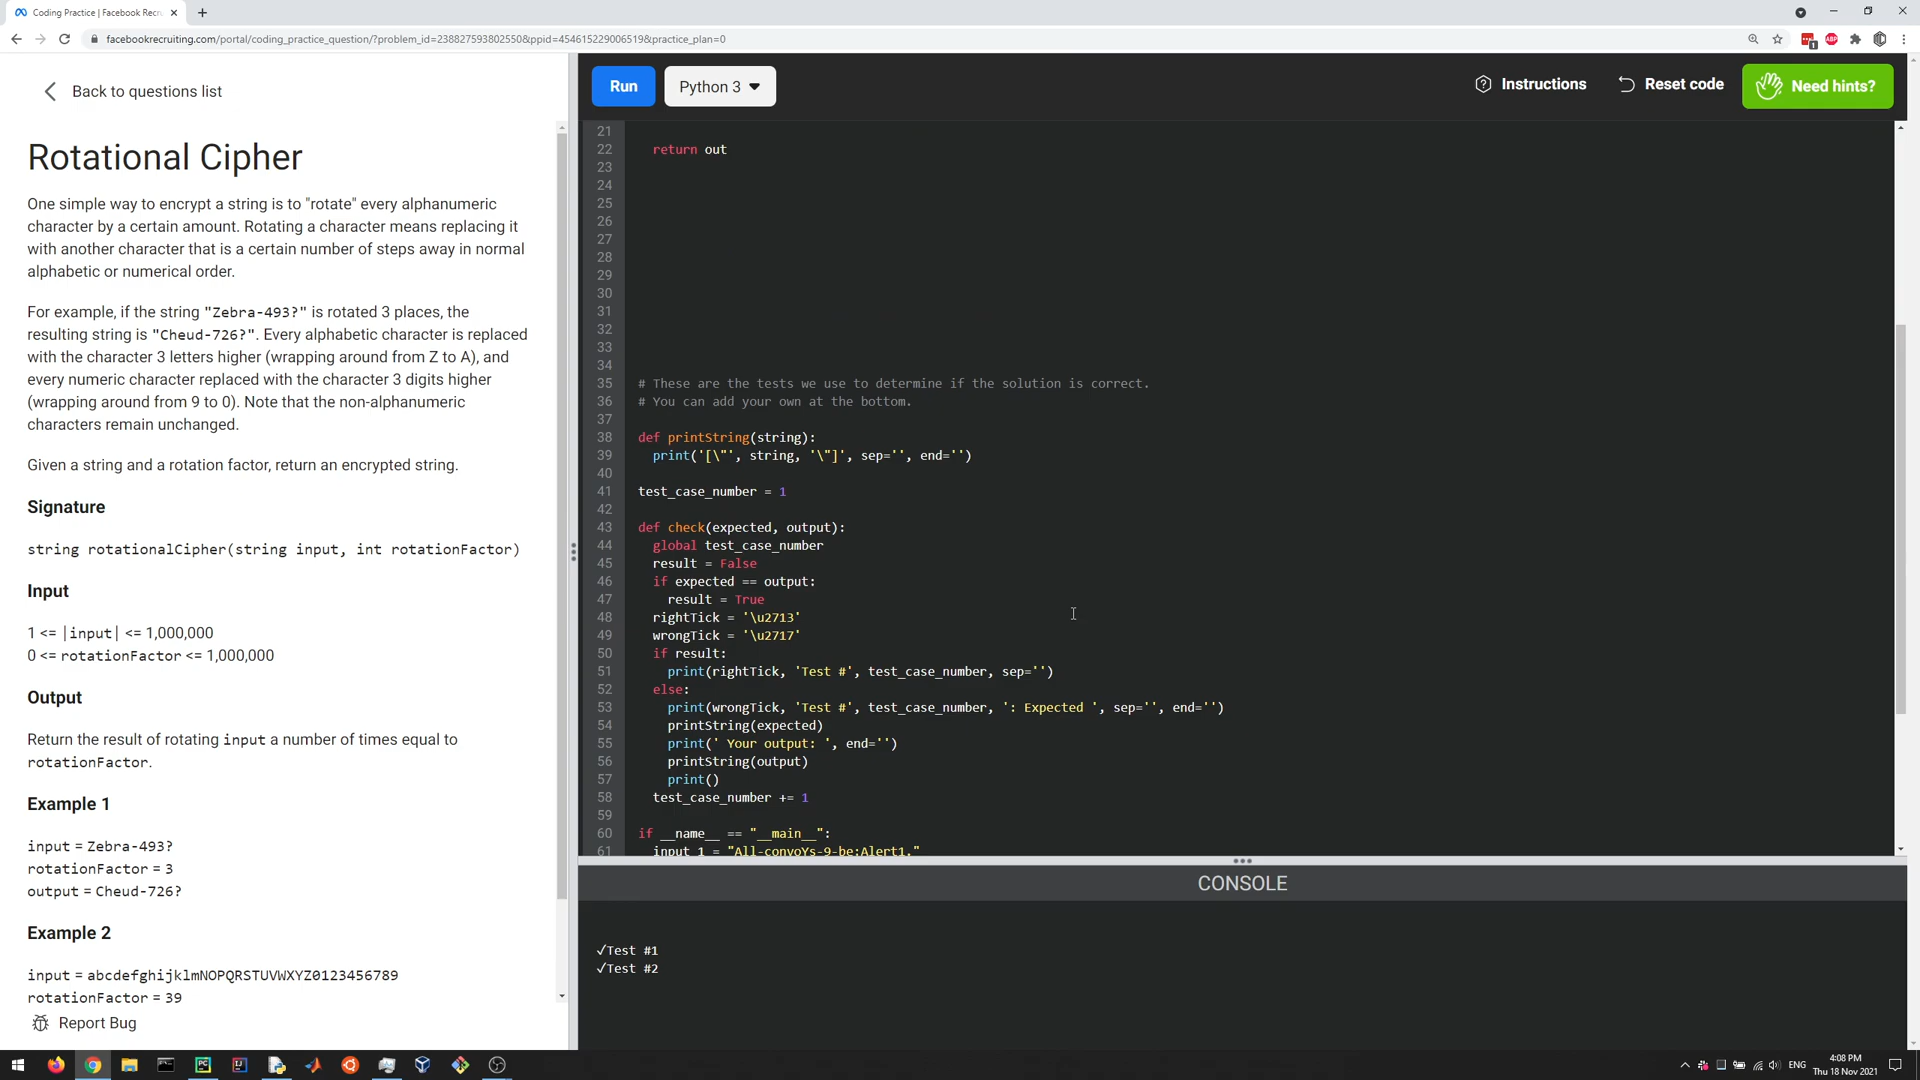 Coding Practice | Facebook Recru
facebookrecruiting.com/portal/coding_practice_question/?problem_id=238827593802550&ppid=454615229006519&practice_plan=0
Back to questions list
Rotational Cipher
One simple way to encrypt a string is to "rotate" every alphanumeric
character by a certain amount. Rotating a character means replacing it
with another character that is a certain number of steps away in normal
alphabetic or numerical order.
For example, if the string "Zebra-493?" is rotated 3 places, the
resulting string is "Cheud-726?". Every alphabetic character is replaced
with the character 3 letters higher (wrapping around from Z to A), and
every numeric character replaced with the character 3 digits higher
(wrapping around from 9 to 0). Note that the non-alphanumeric
characters remain unchanged.
Given a string and a rotation factor, return an encrypted string.
Signature
string rotationalCipher(string input, int rotationFactor)
Input
1 <= |input| <= 1,000,000
0 <= rotationFactor <= 1,000,000
Output
Return the result of rotating input a number of times equal to
rotationFactor.
Example 1
input = Zebra-493?
rotationFactor = 3
output = Cheud-726?
Example 2
input = abcdefghijklmNOPQRSTUVWXYZ0123456789
rotationFactor = 39
Report Bug
Run
Python 3
Instructions
Reset code
Need hints?
21
22 return out
23
24
25
26
27
28
29
30
31
32
33
34
35 # These are the tests we use to determine if the solution is correct.
36 # You can add your own at the bottom.
37
38 def printString(string):
39 print('[\"', string, '\"]', sep='', end='')
40
41 test_case_number = 1
42
43 def check(expected, output):
44 global test_case_number
45 result = False
46 if expected == output:
47 result = True
48 rightTick = '\u2713'
49 wrongTick = '\u2717'
50 if result:
51 print(rightTick, 'Test #', test_case_number, sep='')
52 else:
53 print(wrongTick, 'Test #', test_case_number, ': Expected ', sep='', end='')
54 printString(expected)
55 print(' Your output: ', end='')
56 printString(output)
57 print()
58 test_case_number += 1
59
60 if __name__ == "__main__":
61 input_1 = "All-convoYs-9-be:Alert1."
CONSOLE
✓Test #1
✓Test #2
ENG
4:08 PM
Thu 18 Nov 2021